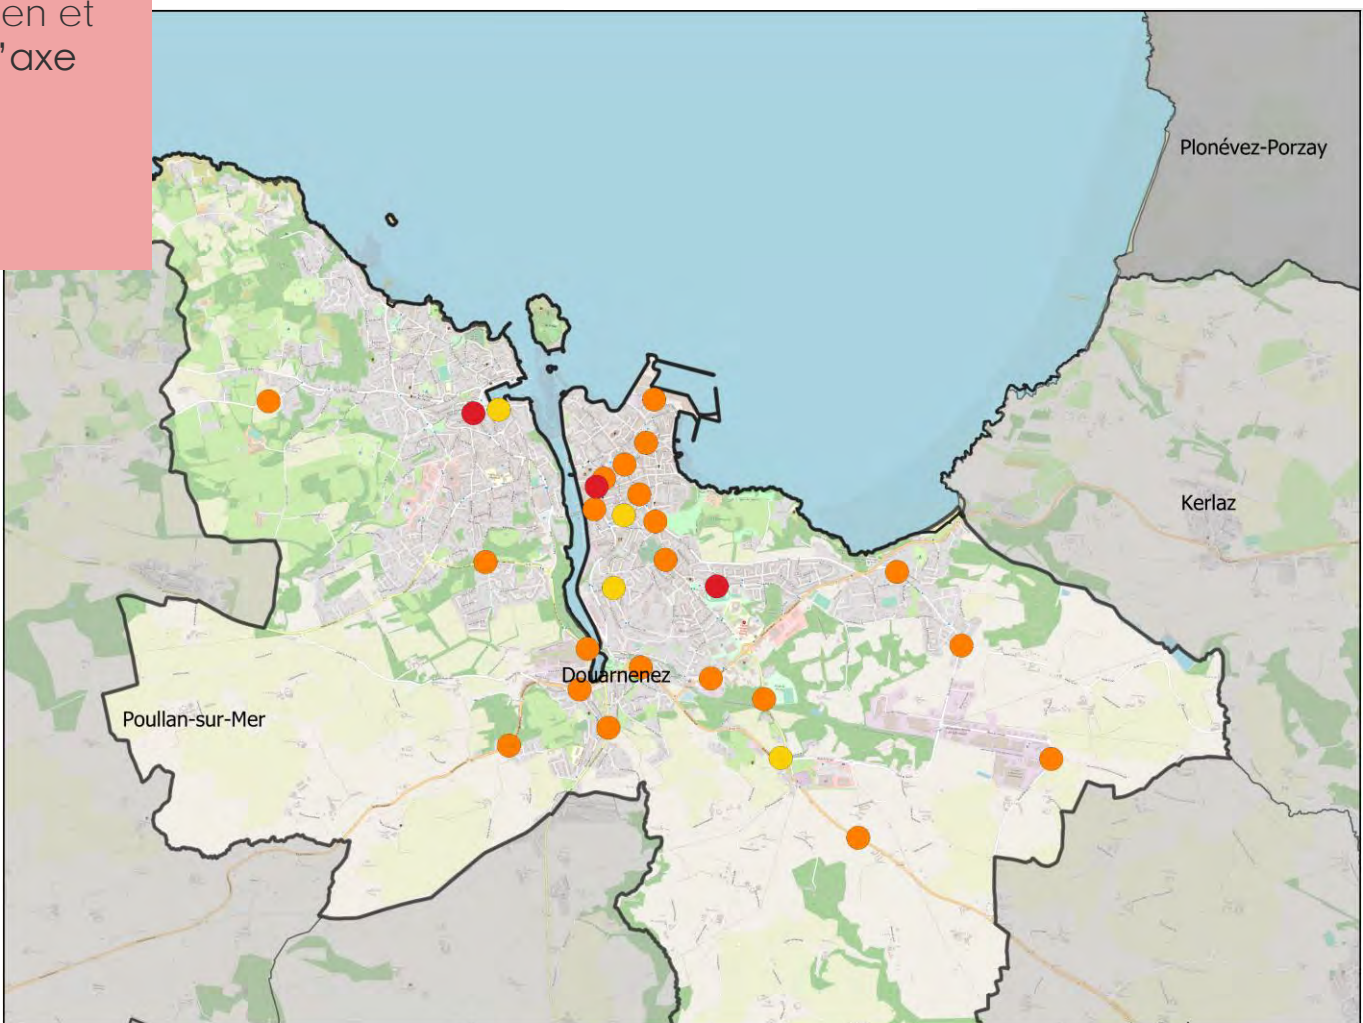 en et
'axe
Plonévez-Porzay
Kerlaz
Douarnenez
Poullan-sur-Mer